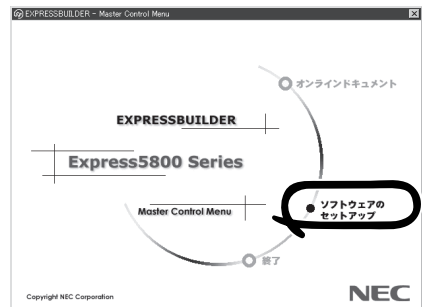 EXPRESSBUILDER - Master Control Menu
オンラインドキュメント
EXPRESSBUILDER
Express5800 Series
Master Control Menu
ソフトウェアの
セットアップ
終了
Copyright NEC Corporation
NEC